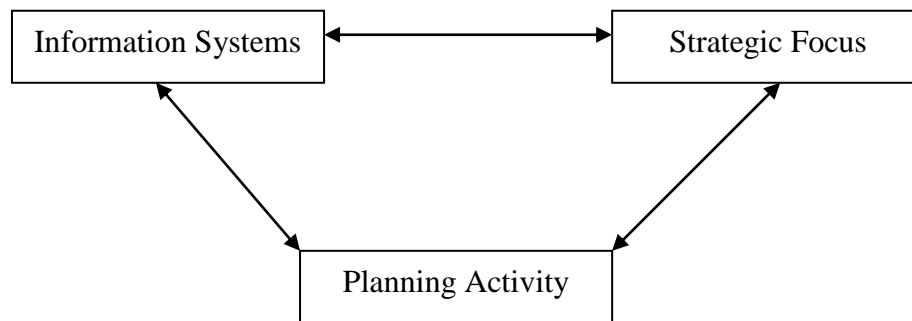 Information Systems
Strategic Focus
Planning Activity